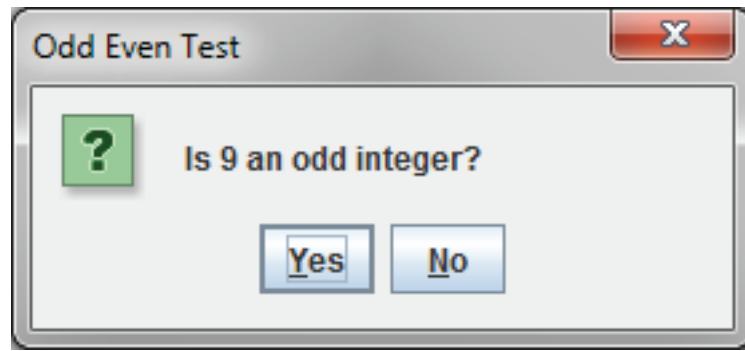 Odd Even Test
Is 9 an odd integer?
Yes No